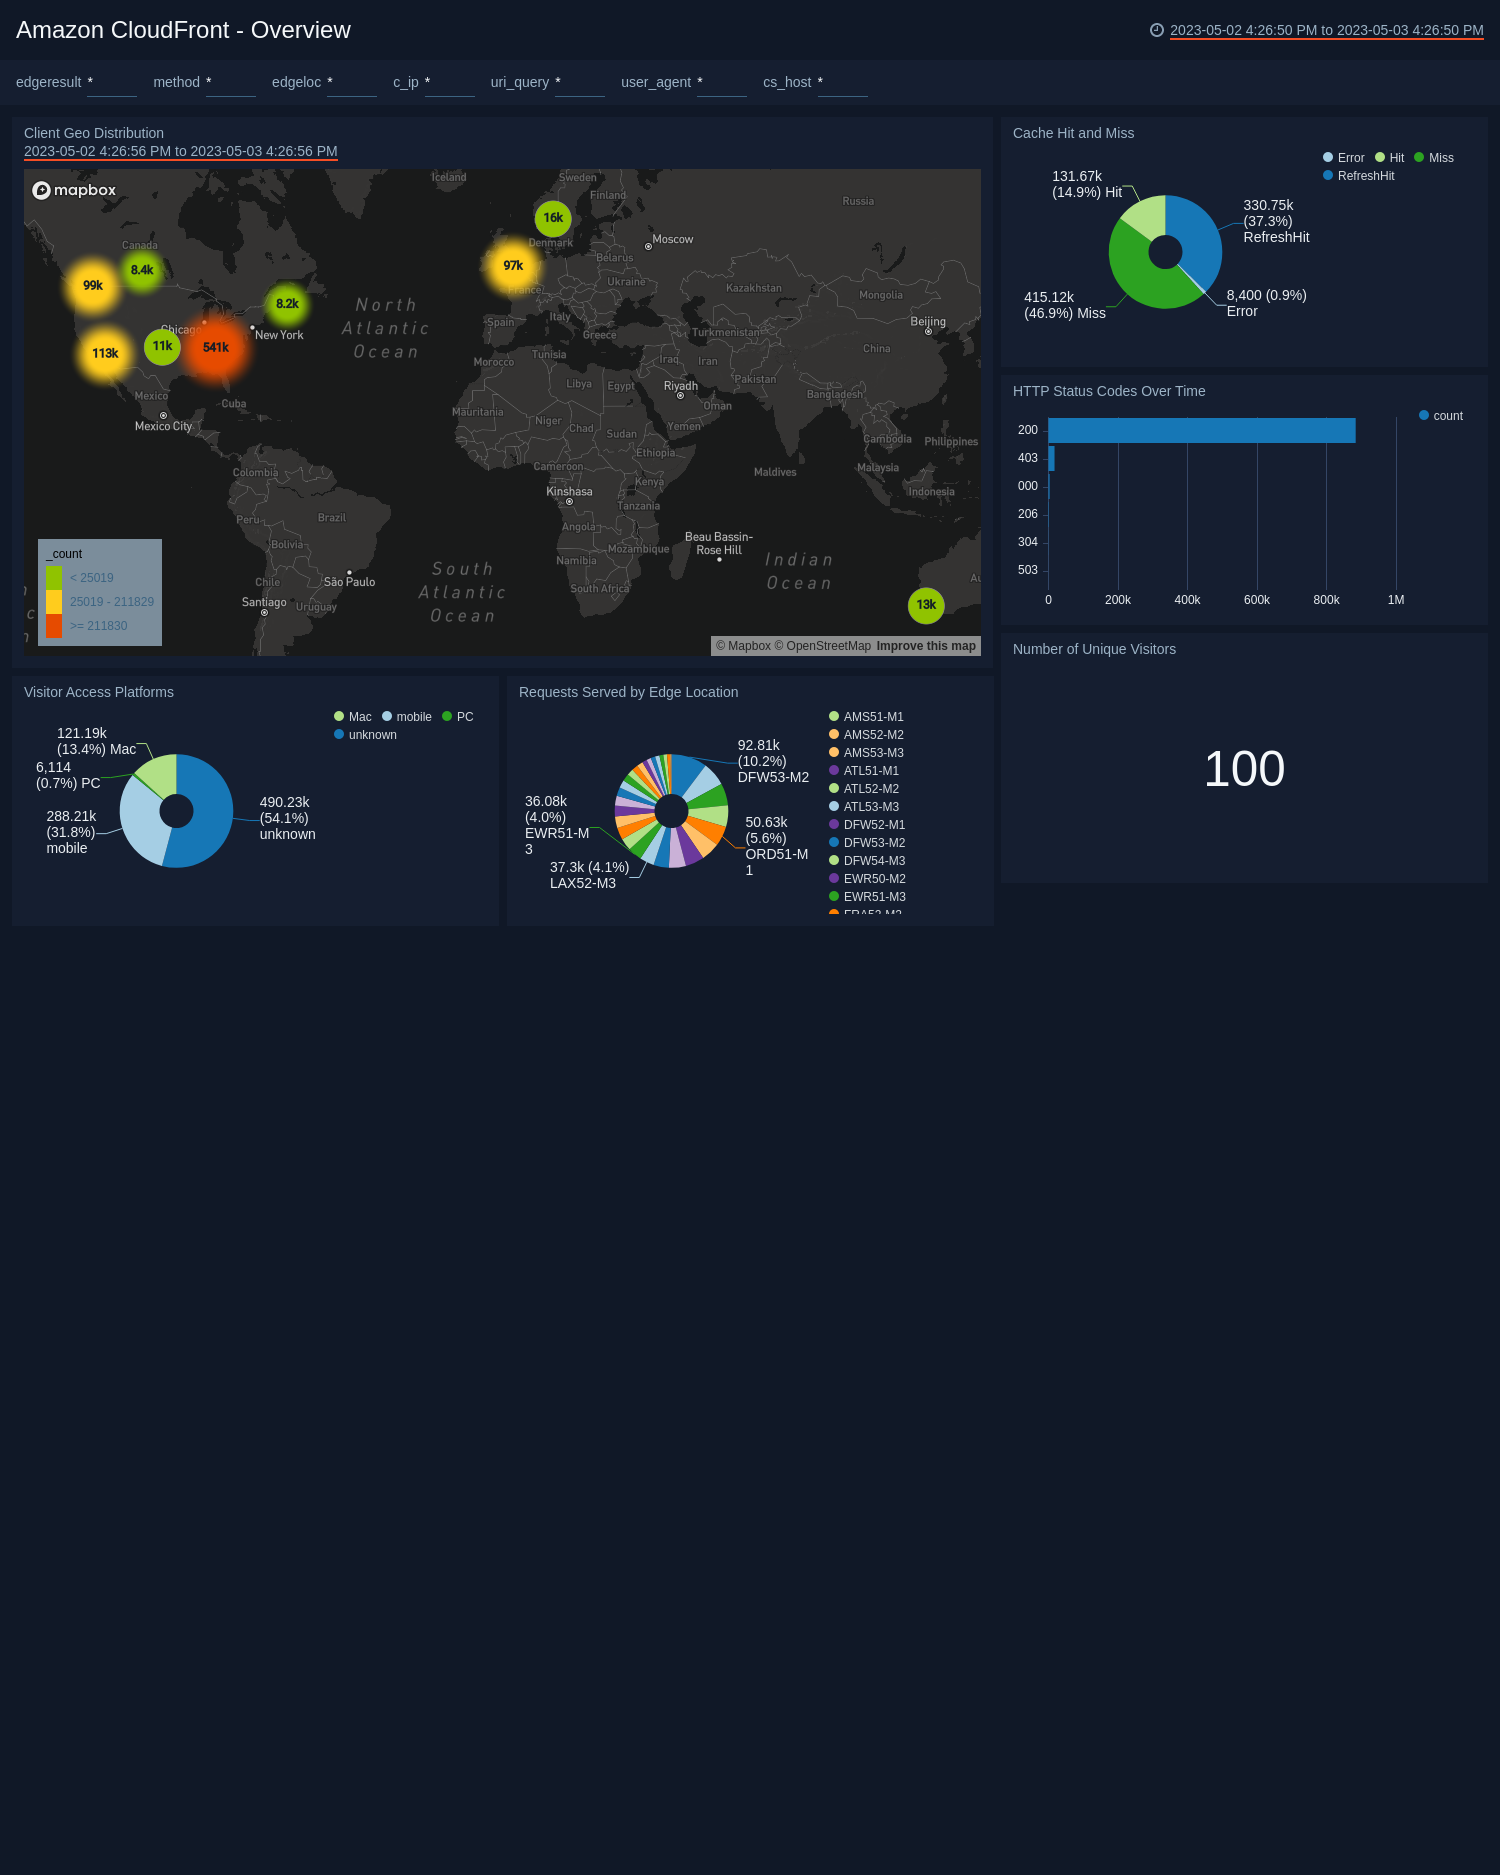 Amazon CloudFront - Overview
2023-05-02 4:26:50 PM to 2023-05-03 4:26:50 PM
edgeresult *
method *
edgeloc *
c_ip *
uri_query *
user_agent *
cs_host *
Client Geo Distribution
2023-05-02 4:26:56 PM to 2023-05-03 4:26:56 PM
mapbox
Iceland
Sweden
Finland
Russia
16k
Denmark
Moscow
Canada
8.4k
99k
97k
France
Belarus
Ukraine
Kazakhstan
Mongolia
8.2k
North
Atlantic
Ocean
Chicago
New York
113k
11k
541k
Spain
Italy
Greece
Turkmenistan
Beijing
China
Morocco
Tunisia
Iraq
Iran
Mexico
Cuba
Mexico City
Libya
Egypt
Riyadh
Pakistan
Bangladesh
Oman
Mauritania
Niger
Chad
Sudan
Yemen
Cambodia
Philippines
Ethiopia
Colombia
Cameroon
Kenya
Maldives
Malaysia
Kinshasa
Indonesia
Peru
Brazil
Tanzania
Angola
Bolivia
Mozambique
Beau Bassin-
Rose Hill
Namibia
Indian
Ocean
South
Atlantic
Ocean
Chile
São Paulo
South Africa
Au
Santiago
Uruguay
13k
_count
< 25019
25019 - 211829
>= 211830
© Mapbox © OpenStreetMap Improve this map
Cache Hit and Miss
Error
Hit
Miss
RefreshHit
131.67k
(14.9%) Hit
330.75k
(37.3%)
RefreshHit
415.12k
(46.9%) Miss
8,400 (0.9%)
Error
HTTP Status Codes Over Time
count
200
403
000
206
304
503
0 200k 400k 600k 800k 1M
Number of Unique Visitors
100
Visitor Access Platforms
Mac
mobile
PC
unknown
121.19k
(13.4%) Mac
6,114
(0.7%) PC
288.21k
(31.8%)
mobile
490.23k
(54.1%)
unknown
Requests Served by Edge Location
92.81k
(10.2%)
DFW53-M2
36.08k
(4.0%)
EWR51-M
3
50.63k
(5.6%)
ORD51-M
1
37.3k (4.1%)
LAX52-M3
AMS51-M1
AMS52-M2
AMS53-M3
ATL51-M1
ATL52-M2
ATL53-M3
DFW52-M1
DFW53-M2
DFW54-M3
EWR50-M2
EWR51-M3